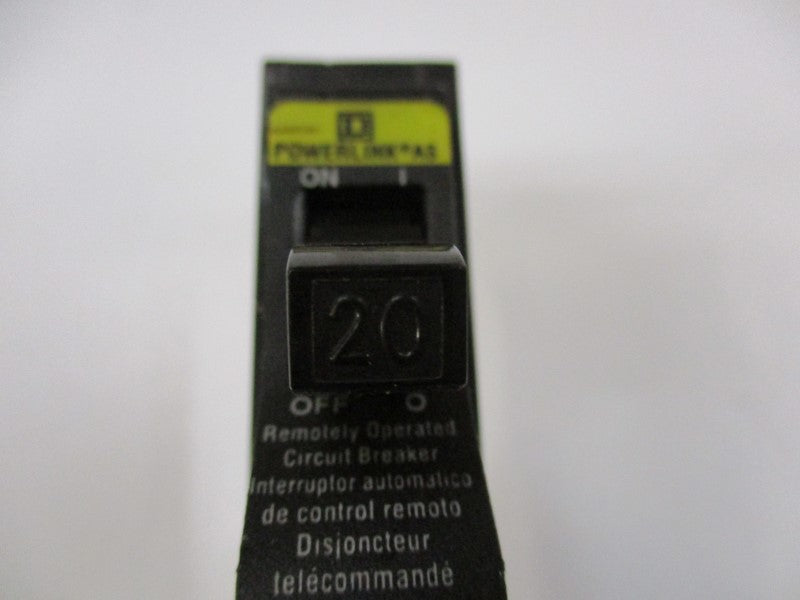 POWERLINK® AS
ON I
20
OFF O
Remotely Operated
Circuit Breaker
Interruptor automatico
de control remoto
Disjoncteur
telécommandé